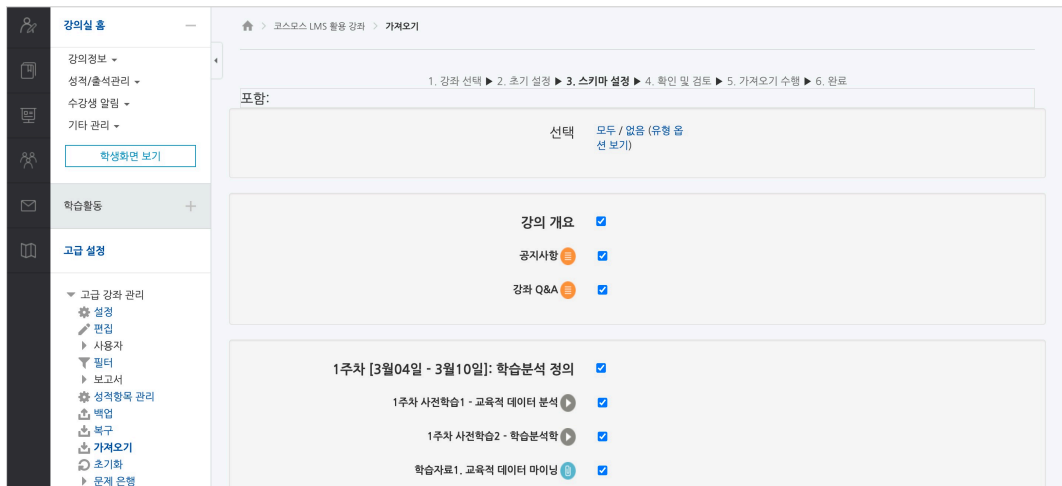 강의실 홈
강의정보
성적/출석관리
수강생 알림
기타 관리
학생화면 보기
학습활동
고급 설정
고급 강좌 관리
설정
편집
사용자
필터
보고서
성적항목 관리
백업
복구
가져오기
초기화
문제 은행
코스모스 LMS 활용 강좌 > 가져오기
1. 강좌 선택 ▶ 2. 초기 설정 ▶ 3. 스키마 설정 ▶ 4. 확인 및 검토 ▶ 5. 가져오기 수행 ▶ 6. 완료
포함:
선택 모두 / 없음 (유형 옵
션 보기)
강의 개요
공지사항
강좌 Q&A
1주차 [3월04일 - 3월10일]: 학습분석 정의
1주차 사전학습1 - 교육적 데이터 분석
1주차 사전학습2 - 학습분석학
학습자료1. 교육적 데이터 마이닝